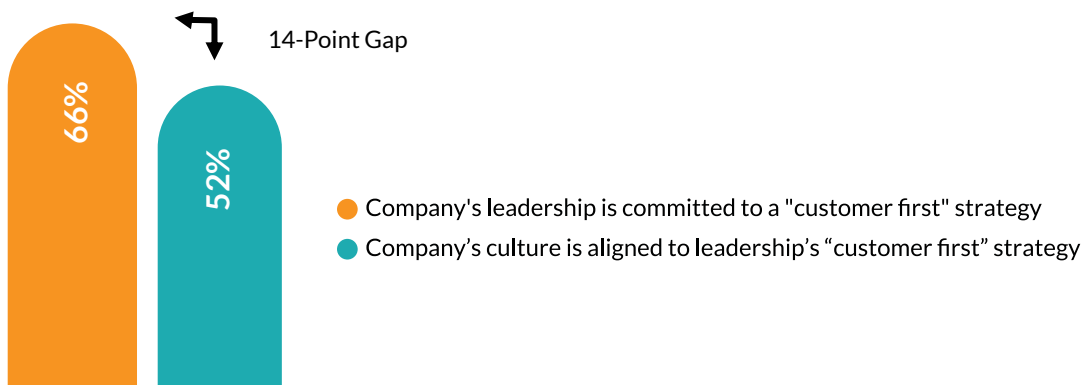 14-Point Gap
66%
52%
Company's leadership is committed to a "customer first" strategy
Company’s culture is aligned to leadership’s “customer first” strategy